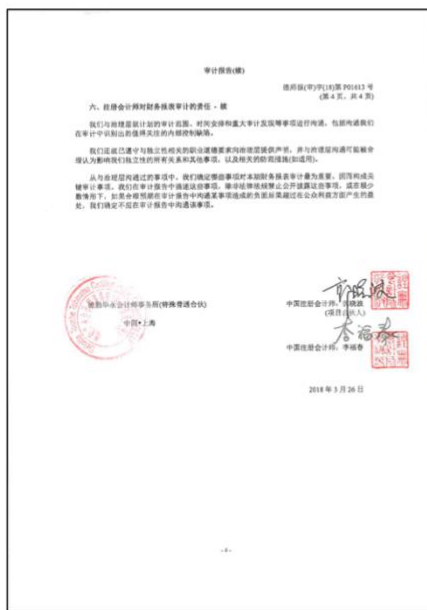 审计报告(续)
德师报(审)字(18)第 P01613 号
(第 4 页，共 4 页)
六、注册会计师对财务报表审计的责任 - 续
我们与治理层就计划的审计范围、时间安排和重大审计发现等事项进行沟通，包括沟通我们
在审计中识别出的值得关注的内部控制缺陷。
我们还就已遵守与独立性相关的职业道德要求向治理层提供声明，并与治理层沟通可能被合
理认为影响我们独立性的所有关系和其他事项，以及相关的防范措施(如适用)。
从与治理层沟通过的事项中，我们确定哪些事项对本期财务报表审计最为重要，因而构成关
键审计事项。我们在审计报告中描述这些事项，除非法律法规禁止公开披露这些事项，或在极少
数情形下，如果合理预期在审计报告中沟通某事项造成的负面后果超过在公众利益方面产生的益
处，我们确定不应在审计报告中沟通该事项。
德勤华永会计师事务所(特殊普通合伙)
中国•上海
中国注册会计师：
(项目合伙人)
中国注册会计师：李福春
2018 年 3 月 26 日
- 4 -